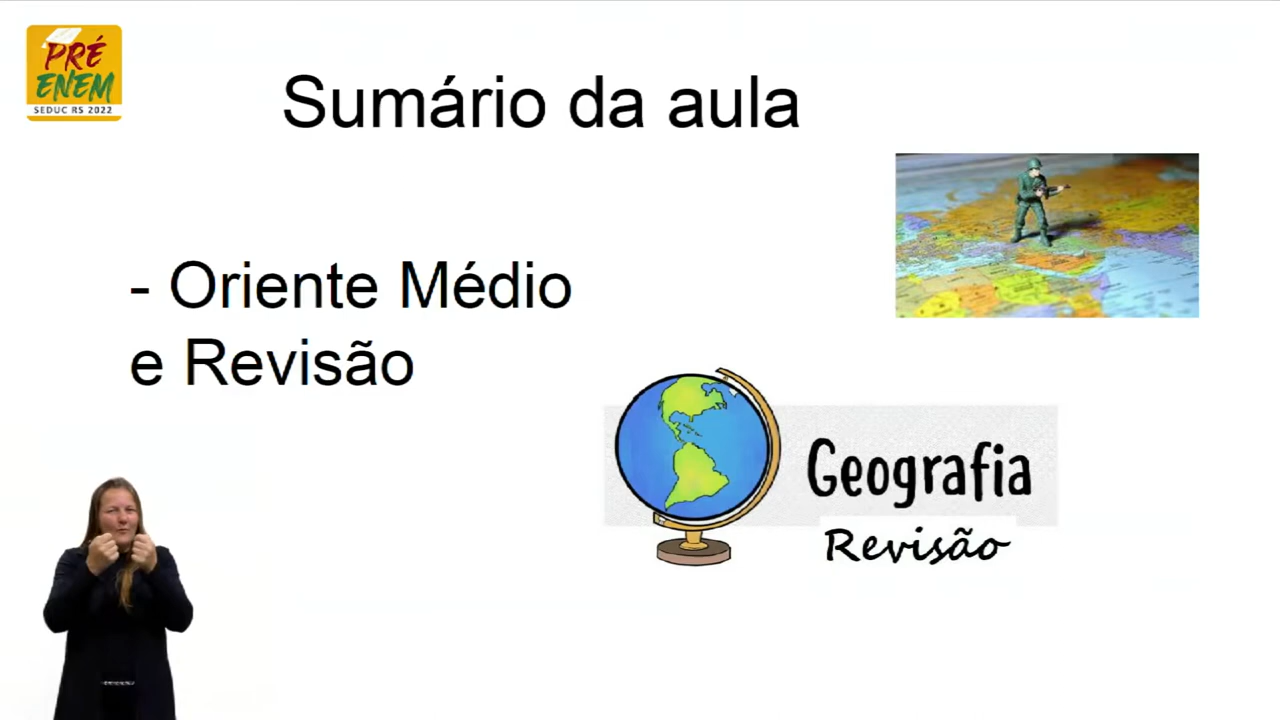 PRÉ
ENEM
SEDUC RS 2022
Sumário da aula
- Oriente Médio
e Revisão
Geografia
Revisão